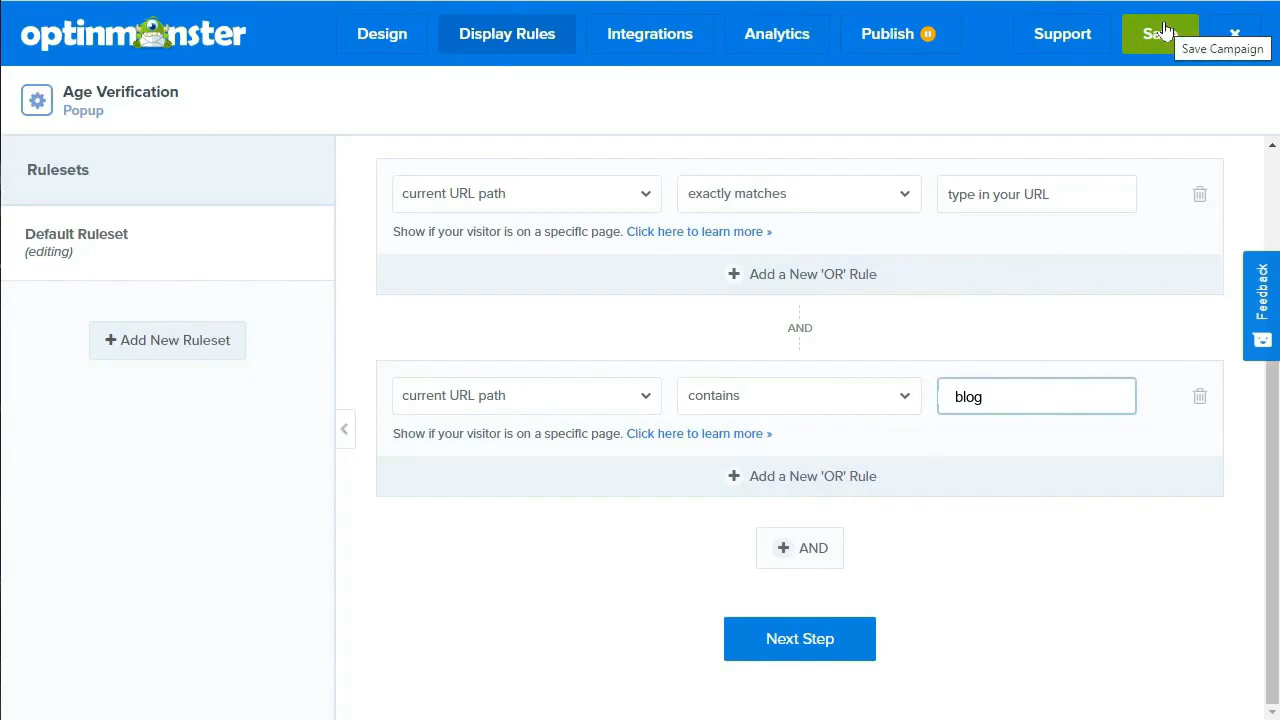 optinmonster
Design
Display Rules
Integrations
Analytics
Publish
Support
Save Campaign
Age Verification
Popup
Rulesets
Default Ruleset
(editing)
+ Add New Ruleset
current URL path
exactly matches
type in your URL
Show if your visitor is on a specific page. Click here to learn more »
+ Add a New 'OR' Rule
AND
current URL path
contains
blog
Show if your visitor is on a specific page. Click here to learn more »
+ Add a New 'OR' Rule
+ AND
Next Step
Feedback